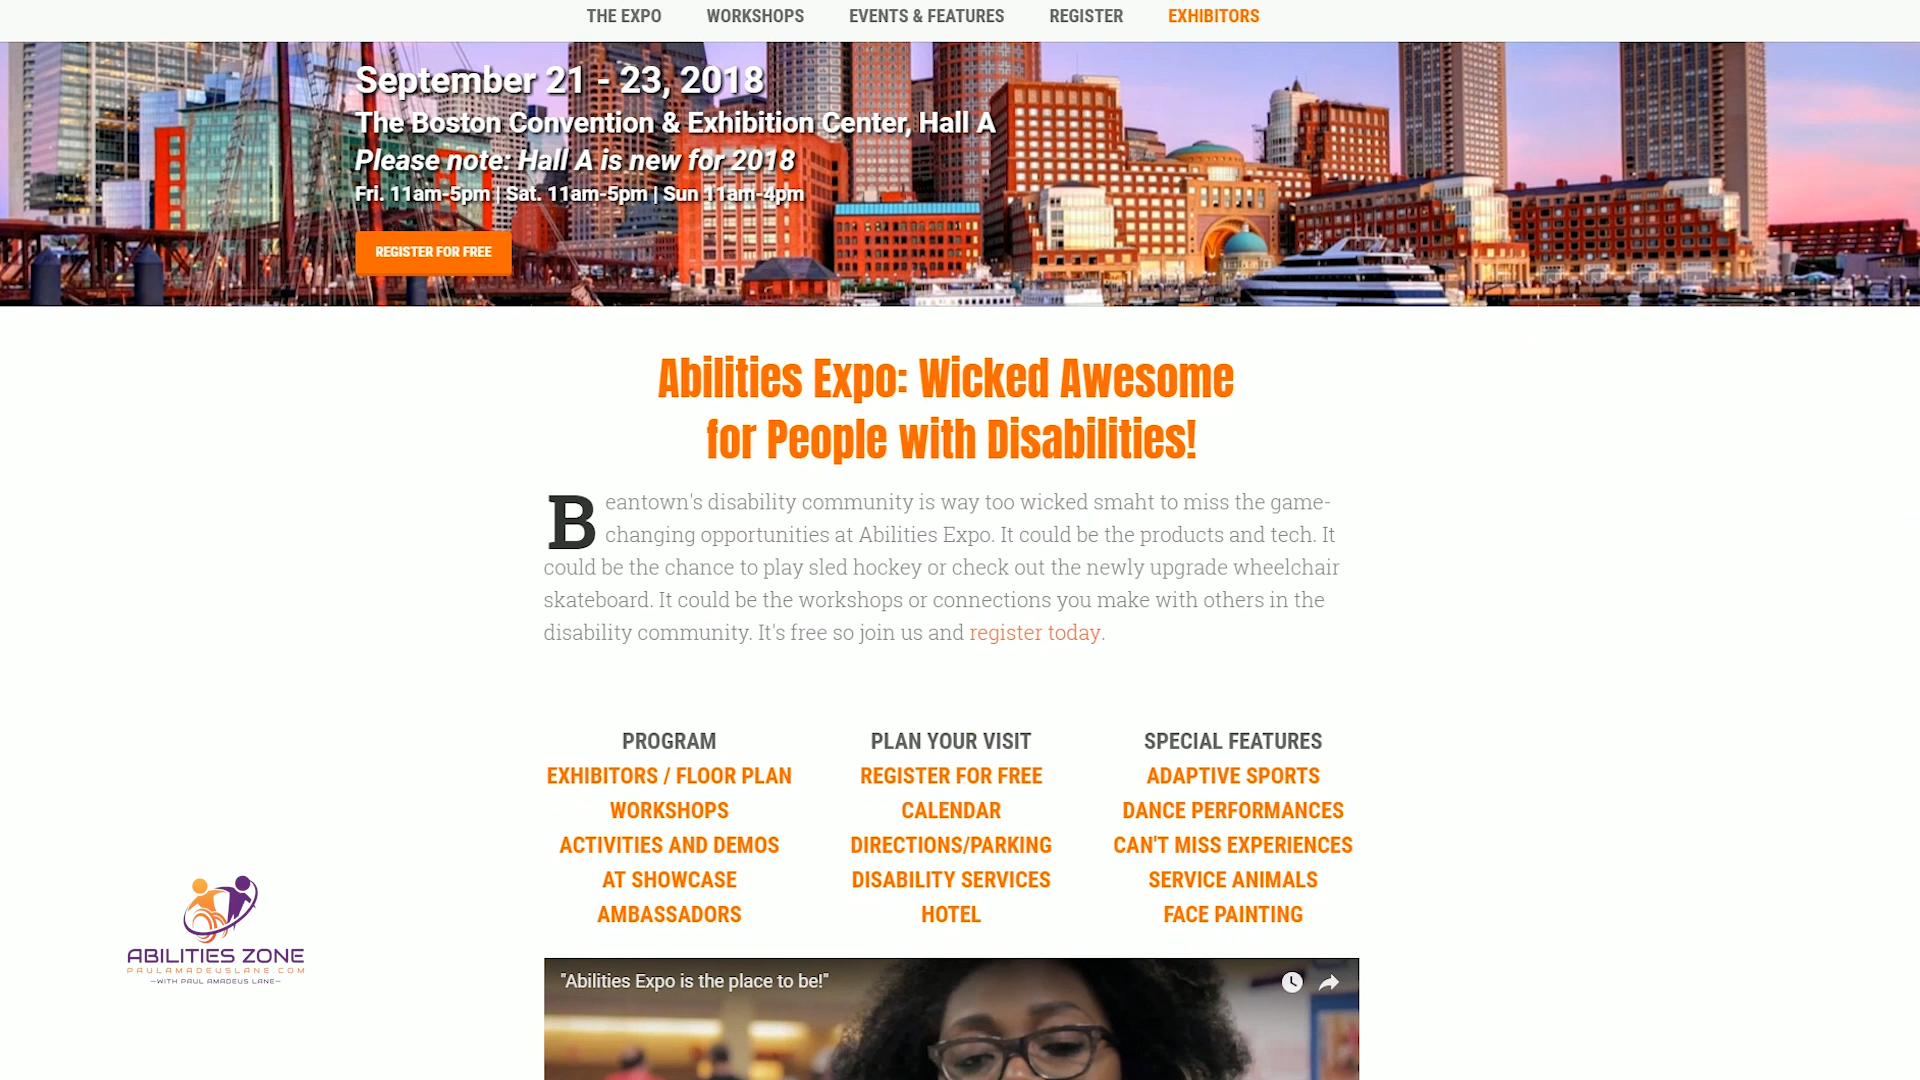 THE EXPO WORKSHOPS EVENTS & FEATURES REGISTER EXHIBITORS
September 21 - 23, 2018
The Boston Convention & Exhibition Center, Hall A
Please note: Hall A is new for 2018
Fri. 11am-5pm | Sat. 11am-5pm | Sun 11am-4pm
REGISTER FOR FREE
Abilities Expo: Wicked Awesome
for People with Disabilities!
Beantown's disability community is way too wicked smaht to miss the game-
changing opportunities at Abilities Expo. It could be the products and tech. It
could be the chance to play sled hockey or check out the newly upgrade wheelchair
skateboard. It could be the workshops or connections you make with others in the
disability community. It's free so join us and register today.
PROGRAM
EXHIBITORS / FLOOR PLAN
WORKSHOPS
ACTIVITIES AND DEMOS
AT SHOWCASE
AMBASSADORS
PLAN YOUR VISIT
REGISTER FOR FREE
CALENDAR
DIRECTIONS/PARKING
DISABILITY SERVICES
HOTEL
SPECIAL FEATURES
ADAPTIVE SPORTS
DANCE PERFORMANCES
CAN'T MISS EXPERIENCES
SERVICE ANIMALS
FACE PAINTING
ABILITIES ZONE
PAULAMADEUSLANE.COM
—WITH PAUL AMADEUS LANE—
"Abilities Expo is the place to be!"